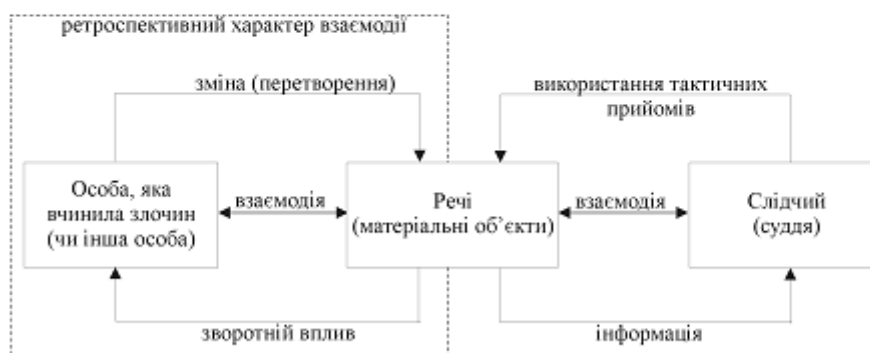 ретроспективний характер взаємодії
зміна (перетворення)
використання тактичних
прийомів
Особа, яка
вчинила злочин
(чи інша особа)
взаємодія
Речі
(матеріальні об’єкти)
взаємодія
Слідчий
(суддя)
зворотній вплив
інформація